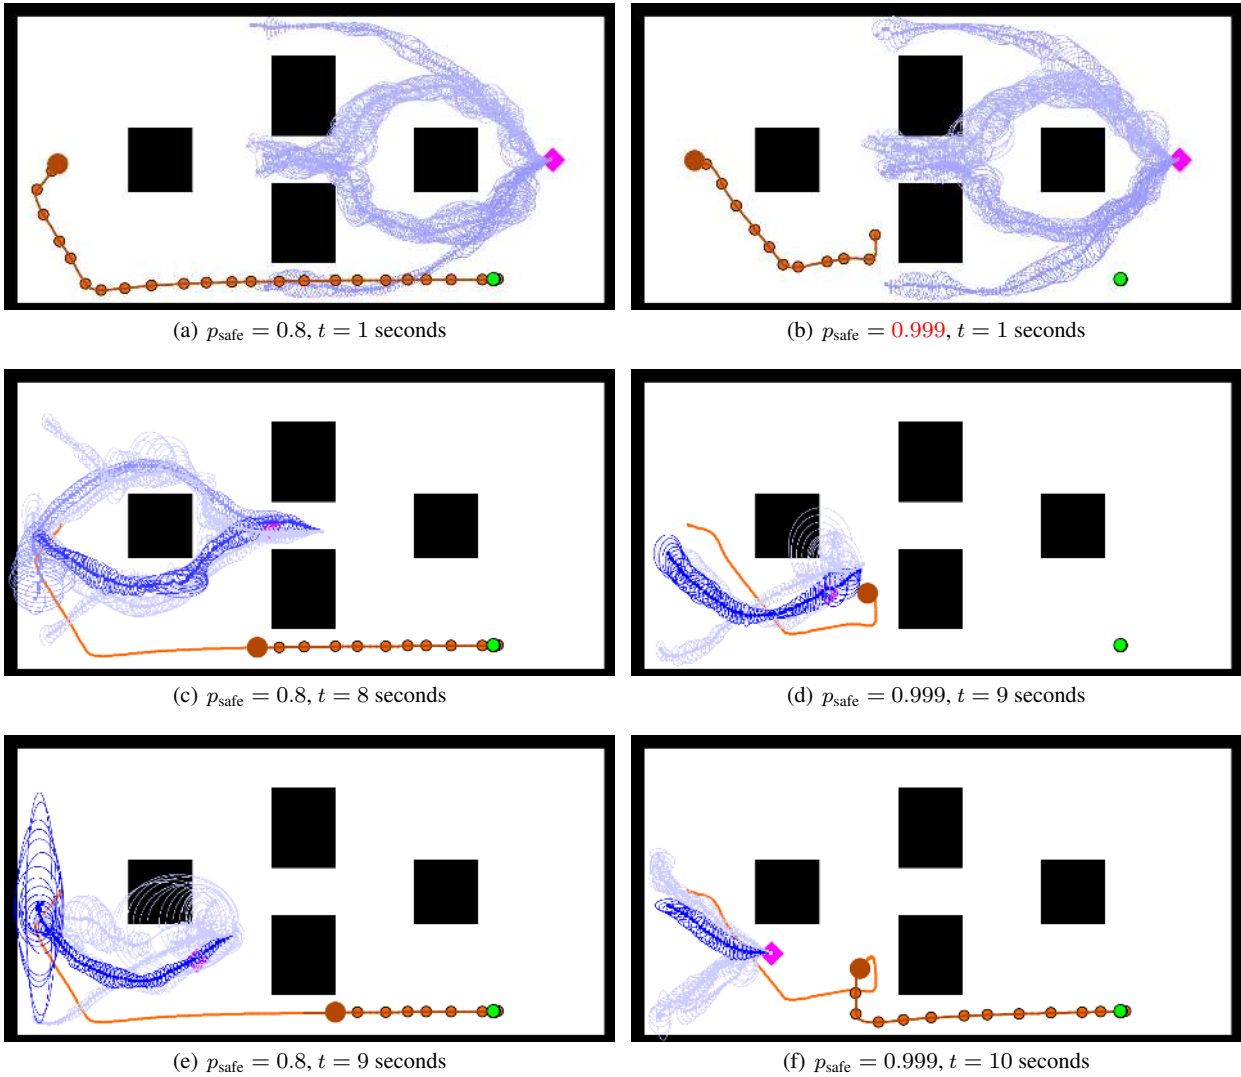 (a) p_safe = 0.8, t = 1 seconds
(b) p_safe = 0.999, t = 1 seconds
(c) p_safe = 0.8, t = 8 seconds
(d) p_safe = 0.999, t = 9 seconds
(e) p_safe = 0.8, t = 9 seconds
(f) p_safe = 0.999, t = 10 seconds